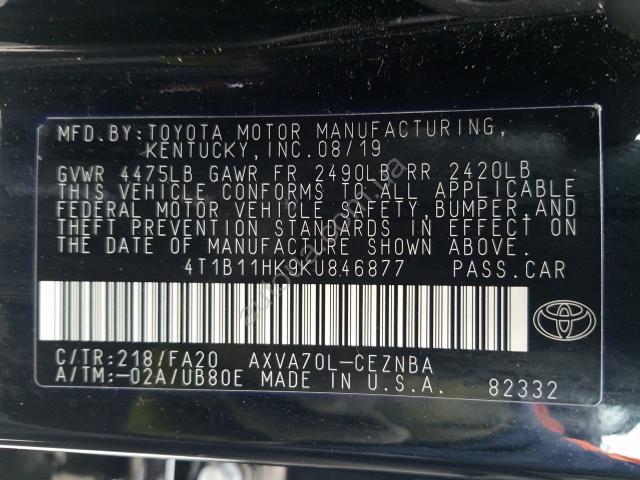 MFD.BY:TOYOTA MOTOR MANUFACTURING,
KENTUCKY,INC.08/19
GVWR 4475LB GAWR FR 2490LB RR 2420LB
THIS VEHICLE CONFORMS TO ALL APPLICABLE
FEDERAL MOTOR VEHICLE SAFETY,BUMPER,AND
THEFT PREVENTION STANDARDS IN EFFECT ON
THE DATE OF MANUFACTURE SHOWN ABOVE.
4T1B11HK9KU846877 PASS.CAR
C/TR:218/FA20 AXVA70L-CEZNBA
A/TM:-02A/UB80E MADE IN U.S.A. 82332